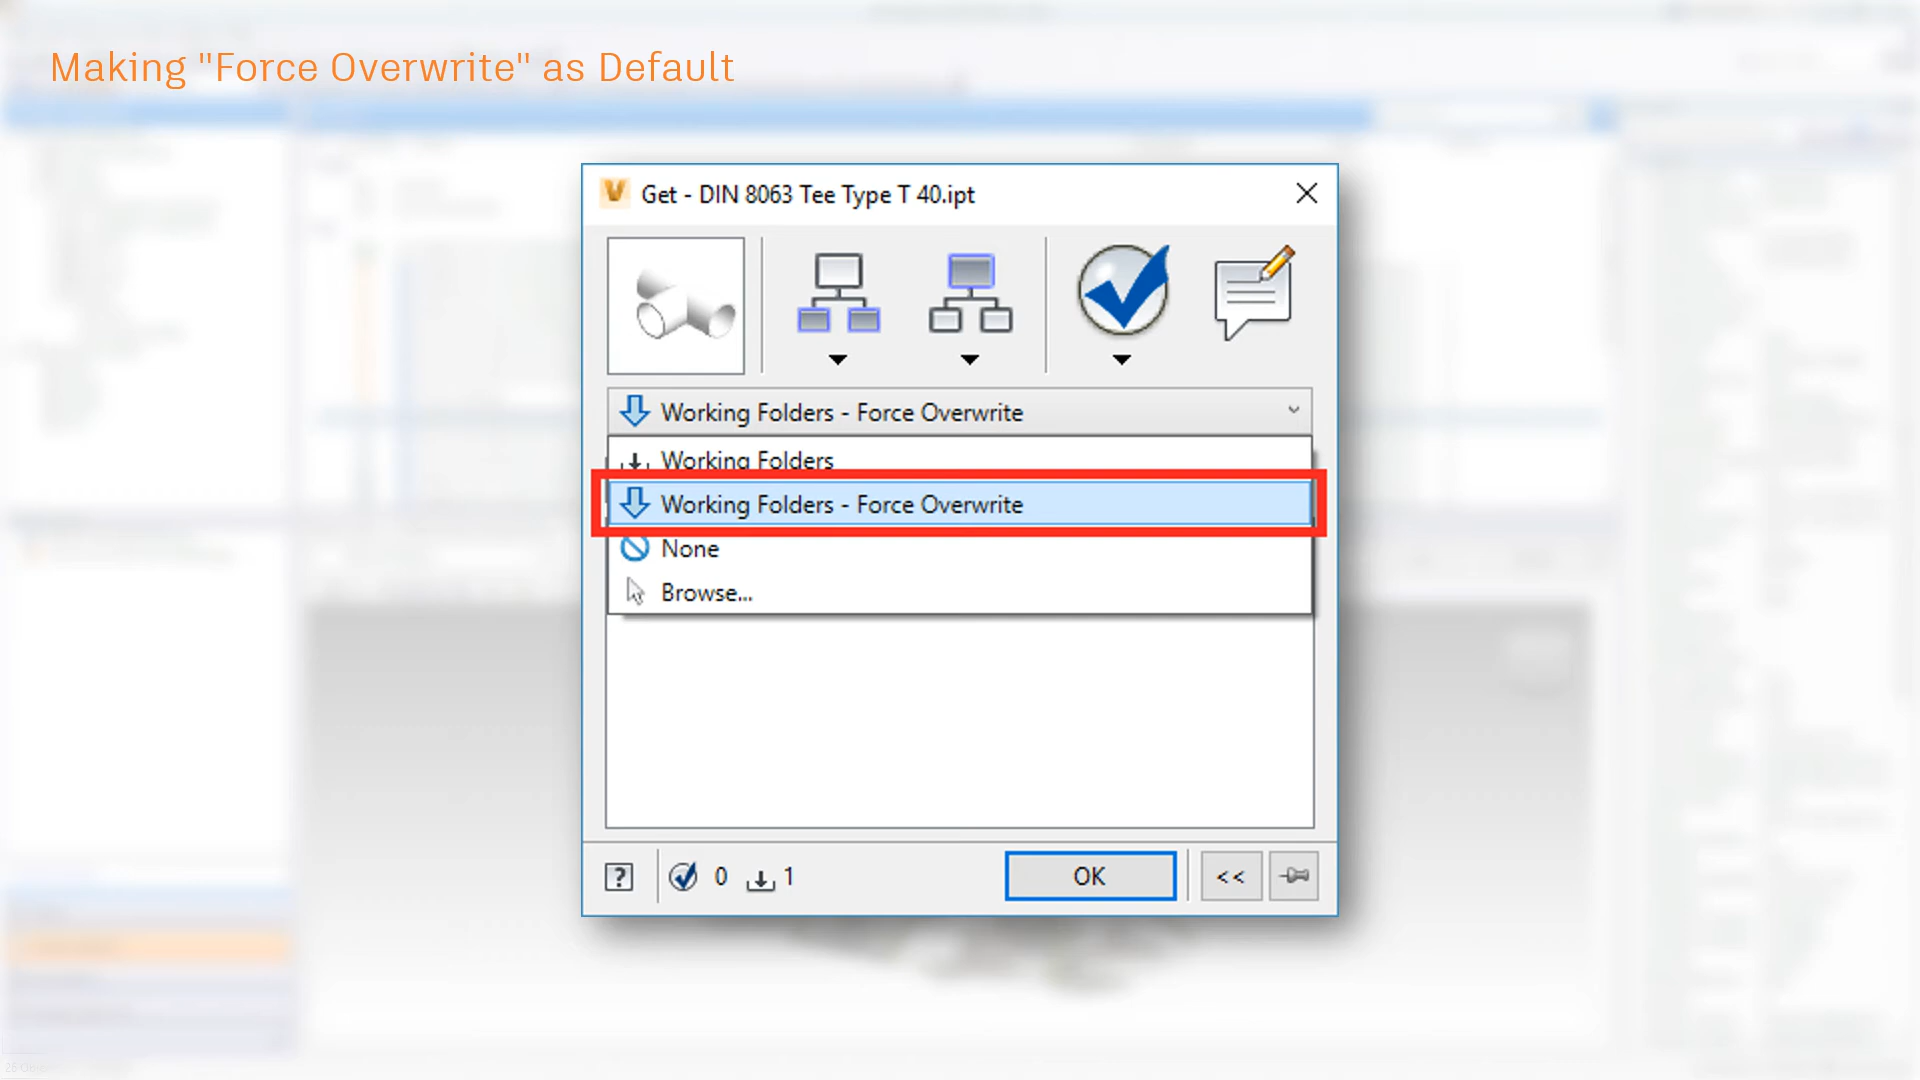 Making "Force Overwrite" as Default
Get - DIN 8063 Tee Type T 40.ipt
Working Folders - Force Overwrite
Working Folders
Working Folders - Force Overwrite
None
Browse...
? 0 1 OK <<